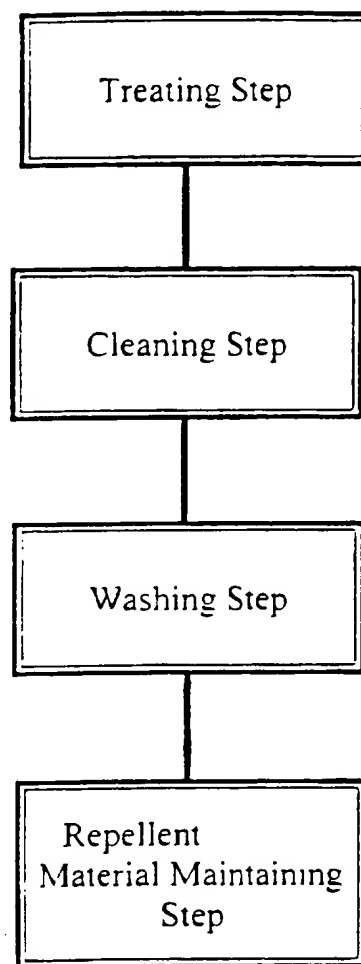 Treating Step
Cleaning Step
Washing Step
Repellent
Material Maintaining
Step